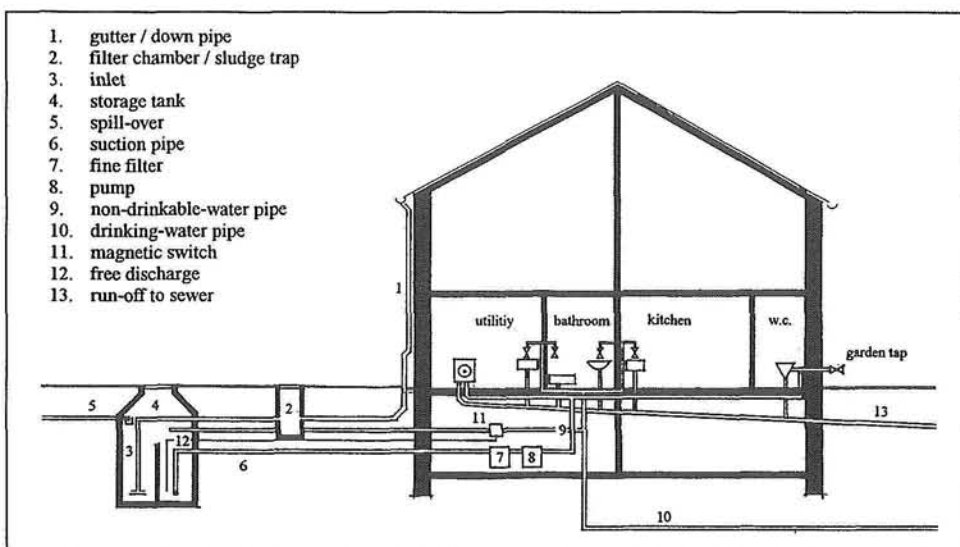 1. gutter / down pipe
2. filter chamber / sludge trap
3. inlet
4. storage tank
5. spill-over
6. suction pipe
7. fine filter
8. pump
9. non-drinkable-water pipe
10. drinking-water pipe
11. magnetic switch
12. free discharge
13. run-off to sewer
1
utilitiy bathroom kitchen w.c.
garden tap
5 4 2
11 9 13
3 12
6 7 8
10